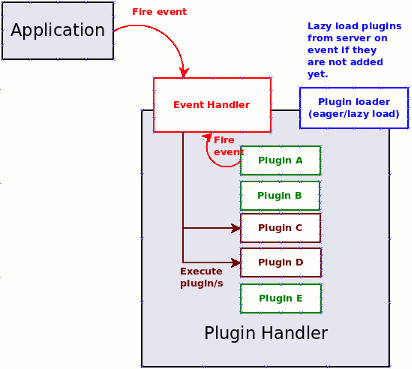 Fire event
Application
Lazy load plugins
from server on
event if they
are not added
yet.
Event Handler
Plugin loader
(eager/lazy load)
Fire
event
Plugin A
Plugin B
Plugin C
Plugin D
Execute
plugin/s
Plugin E
Plugin Handler